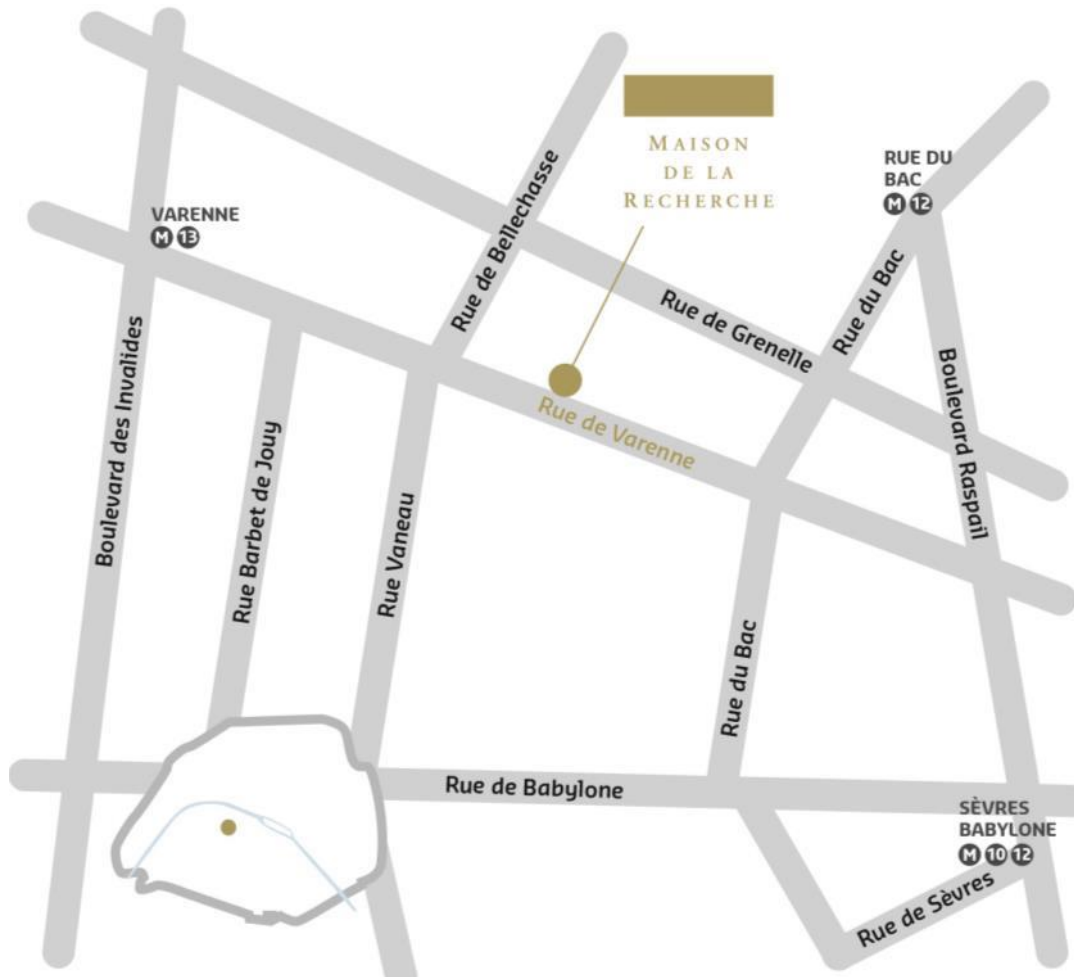 MAISON
DE LA
RECHERCHE
RUE DU
BAC
M 12
VARENNE
M 13
Rue de Bellechasse
Rue du Bac
Rue de Grenelle
Boulevard des Invalides
Boulevard Raspail
Rue de Varenne
Rue Barbet de Jouy
Rue Vaneau
Rue du Bac
Rue de Babylone
SÈVRES
BABYLONE
M 10 12
Rue de Sèvres